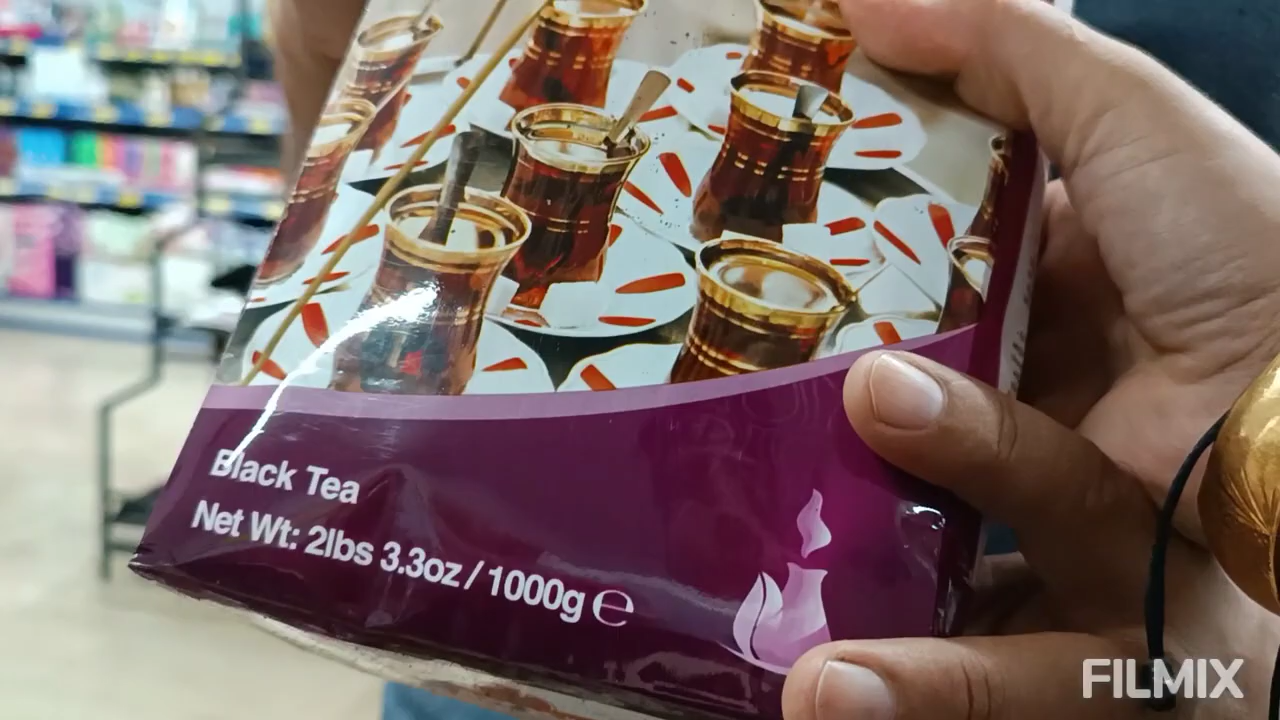 Black Tea
Net Wt: 2lbs 3.3oz / 1000g ℮
FILMIX